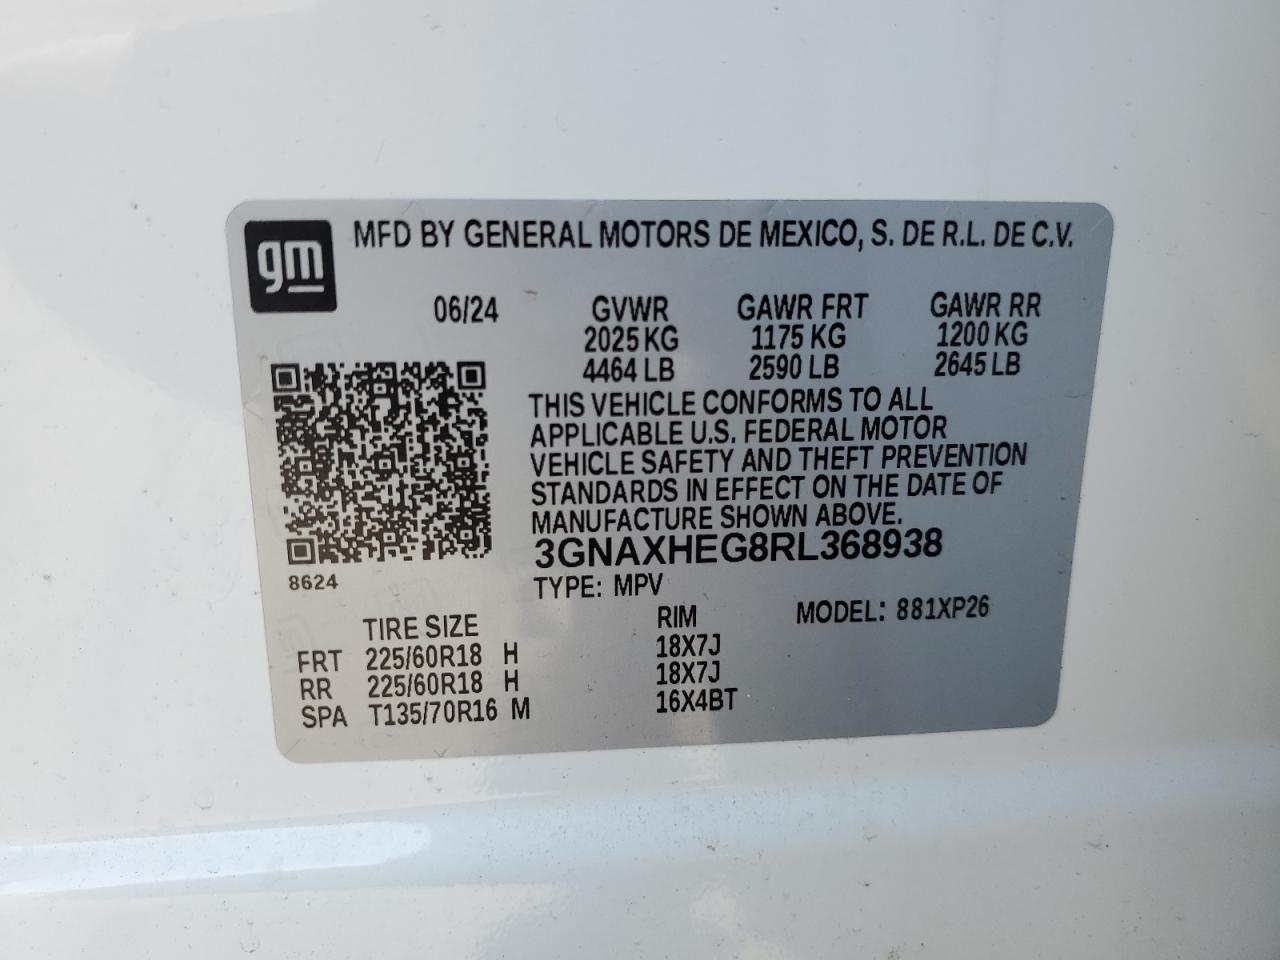 gm
MFD BY GENERAL MOTORS DE MEXICO, S. DE R.L. DE C.V.
06/24 GVWR GAWR FRT GAWR RR
2025 KG 1175 KG 1200 KG
4464 LB 2590 LB 2645 LB
THIS VEHICLE CONFORMS TO ALL
APPLICABLE U.S. FEDERAL MOTOR
VEHICLE SAFETY AND THEFT PREVENTION
STANDARDS IN EFFECT ON THE DATE OF
MANUFACTURE SHOWN ABOVE.
3GNAXHEG8RL368938
8624
TYPE: MPV
MODEL: 881XP26
TIRE SIZE RIM
FRT 225/60R18 H 18X7J
RR 225/60R18 H 18X7J
SPA T135/70R16 M 16X4BT